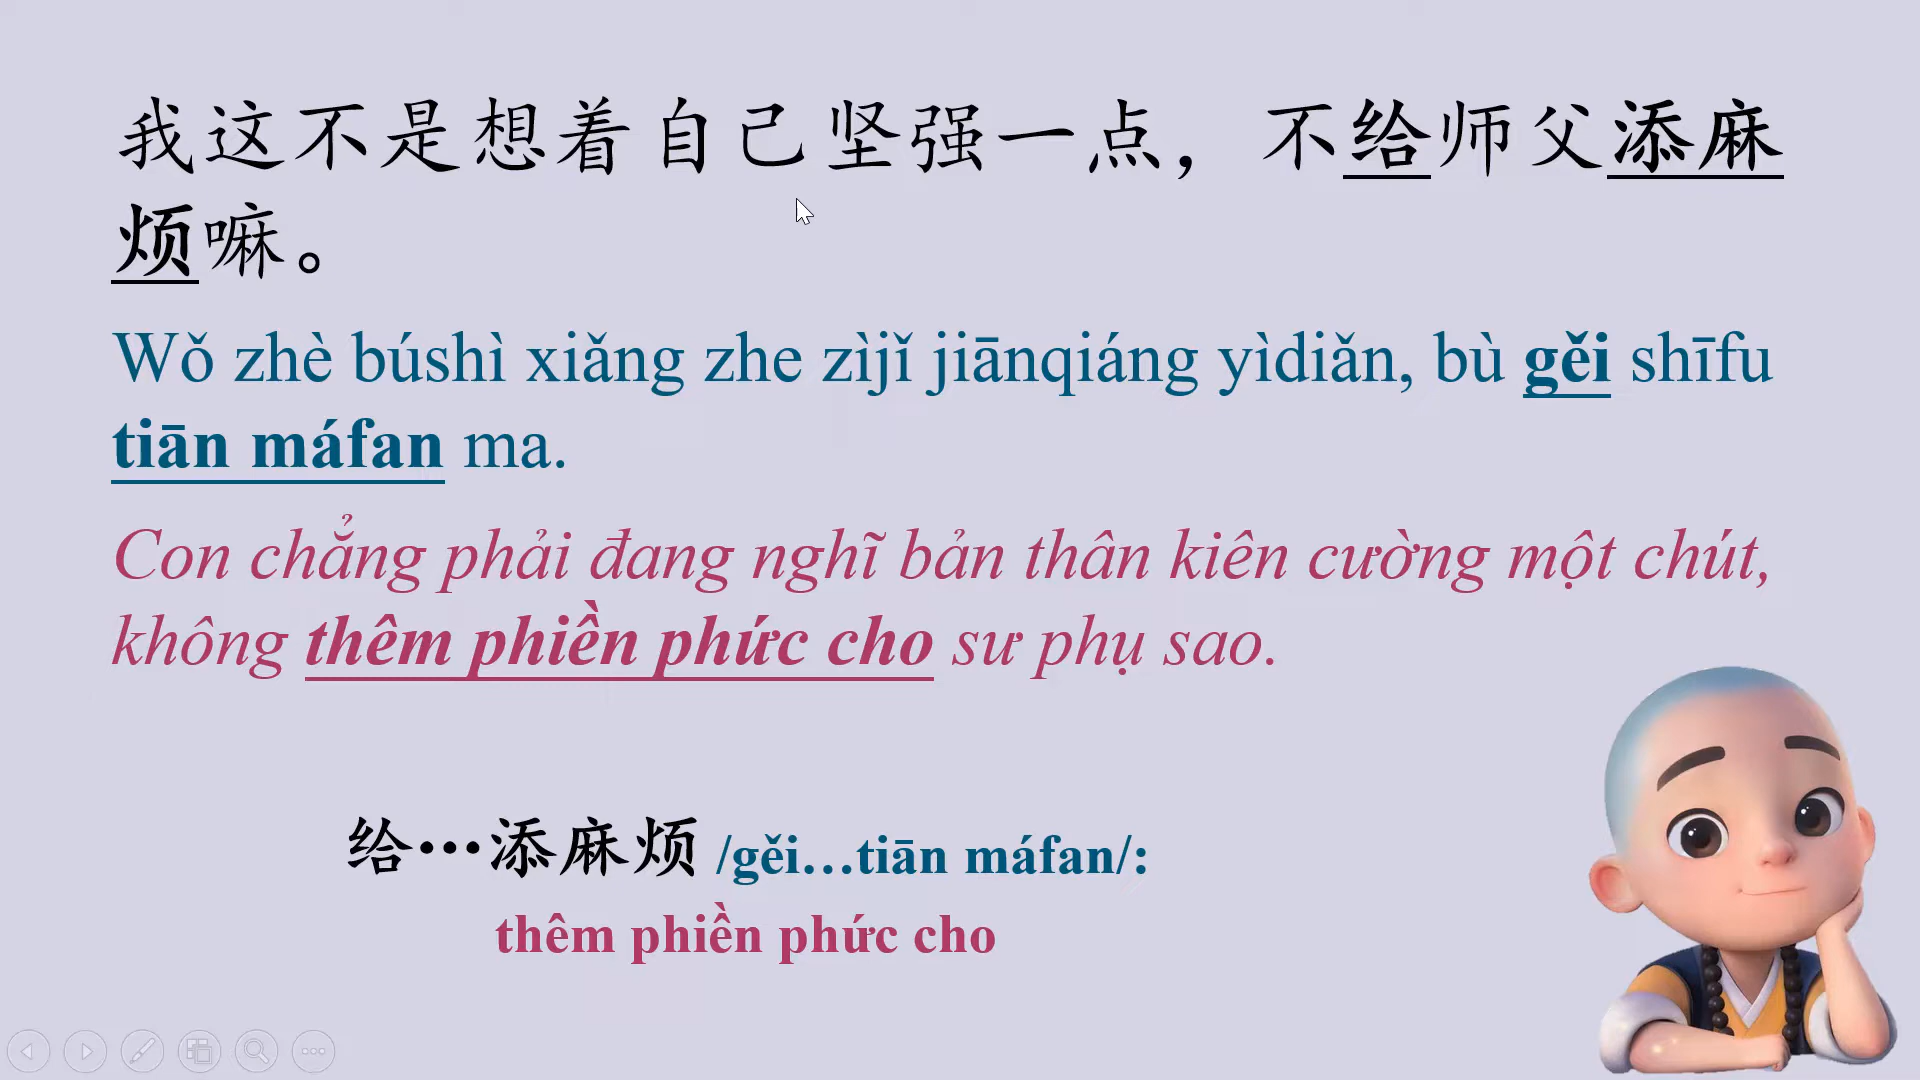 我这不是想着自己坚强一点，不给师父添麻
烦嘛。
Wǒ zhè búshì xiǎng zhe zìjǐ jiānqiáng yìdiǎn, bù gěi shīfu
tiān máfan ma.
Con chẳng phải đang nghĩ bản thân kiên cường một chút,
không thêm phiền phức cho sư phụ sao.
给…添麻烦 /gěi…tiān máfan/:
thêm phiền phức cho